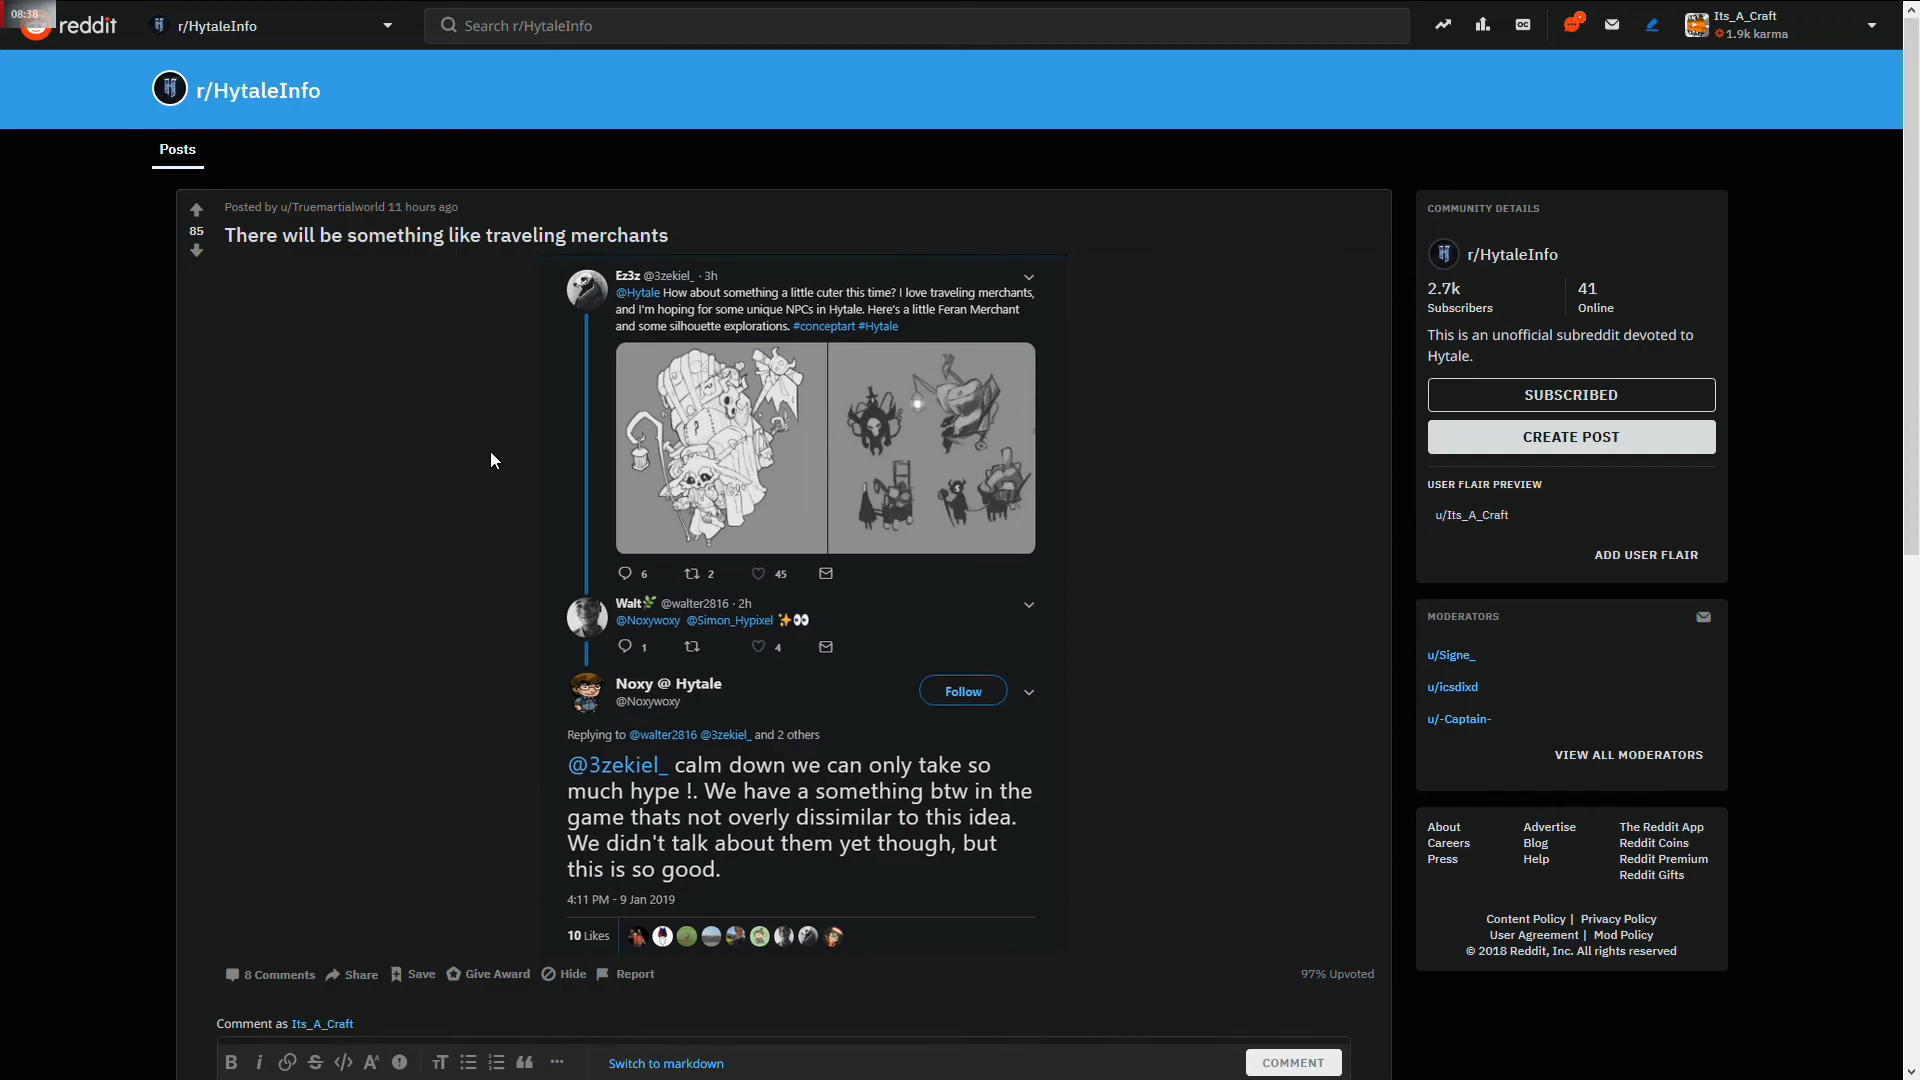 08:38
reddit
r/HytaleInfo
Search r/HytaleInfo
Its_A_Craft
1.9k karma
r/HytaleInfo
Posts
Posted by u/Truemartialworld 11 hours ago
85
There will be something like traveling merchants
Ez3z @3zekiel_ · 3h
@Hytale How about something a little cuter this time? I love traveling merchants,
and I'm hoping for some unique NPCs in Hytale. Here's a little Feran Merchant
and some silhouette explorations. #conceptart #Hytale
6 2 45
Walt @walter2816 · 2h
@Noxywoxy @Simon_Hypixel
1 4
Noxy @ Hytale
@Noxywoxy
Follow
Replying to @walter2816 @3zekiel_ and 2 others
@3zekiel_ calm down we can only take so
much hype !. We have a something btw in the
game thats not overly dissimilar to this idea.
We didn't talk about them yet though, but
this is so good.
4:11 PM - 9 Jan 2019
10 Likes
8 Comments Share Save Give Award Hide Report 97% Upvoted
Comment as Its_A_Craft
Switch to markdown
COMMENT
COMMUNITY DETAILS
r/HytaleInfo
2.7k 41
Subscribers Online
This is an unofficial subreddit devoted to
Hytale.
SUBSCRIBED
CREATE POST
USER FLAIR PREVIEW
u/Its_A_Craft
ADD USER FLAIR
MODERATORS
u/Signe_
u/icsdixd
u/-Captain-
VIEW ALL MODERATORS
About Advertise The Reddit App
Careers Blog Reddit Coins
Press Help Reddit Premium
Reddit Gifts
Content Policy | Privacy Policy
User Agreement | Mod Policy
© 2018 Reddit, Inc. All rights reserved